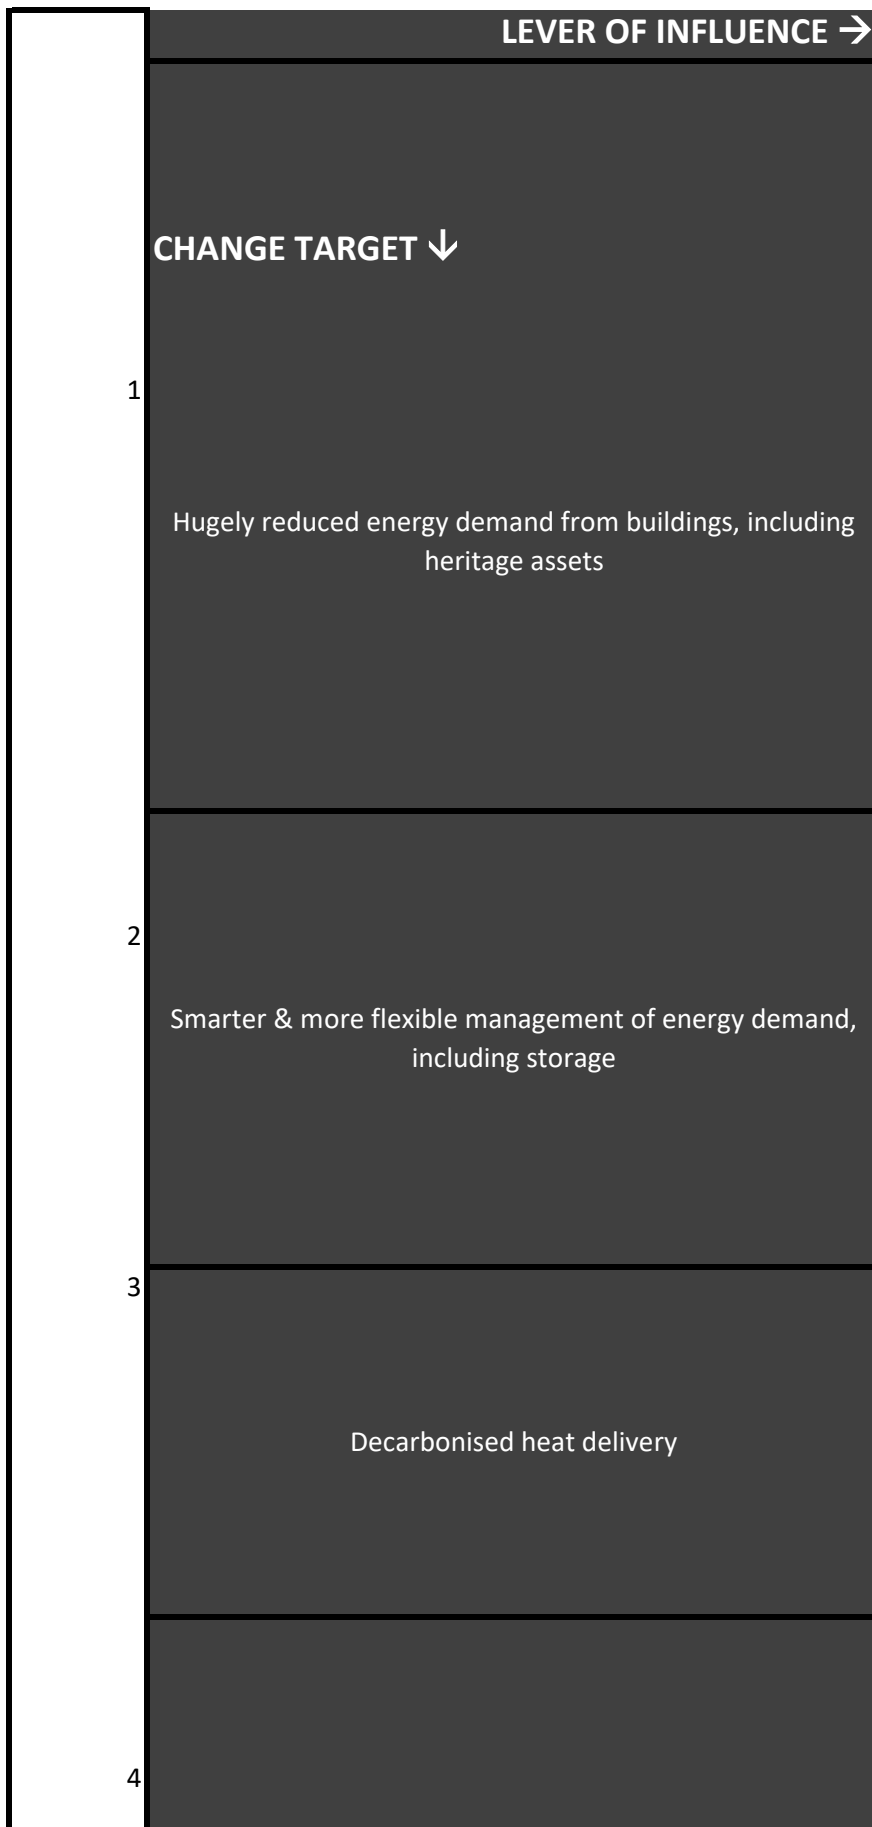 LEVER OF INFLUENCE →
CHANGE TARGET ↓
1
Hugely reduced energy demand from buildings, including
heritage assets
2
Smarter & more flexible management of energy demand,
including storage
3
Decarbonised heat delivery
4